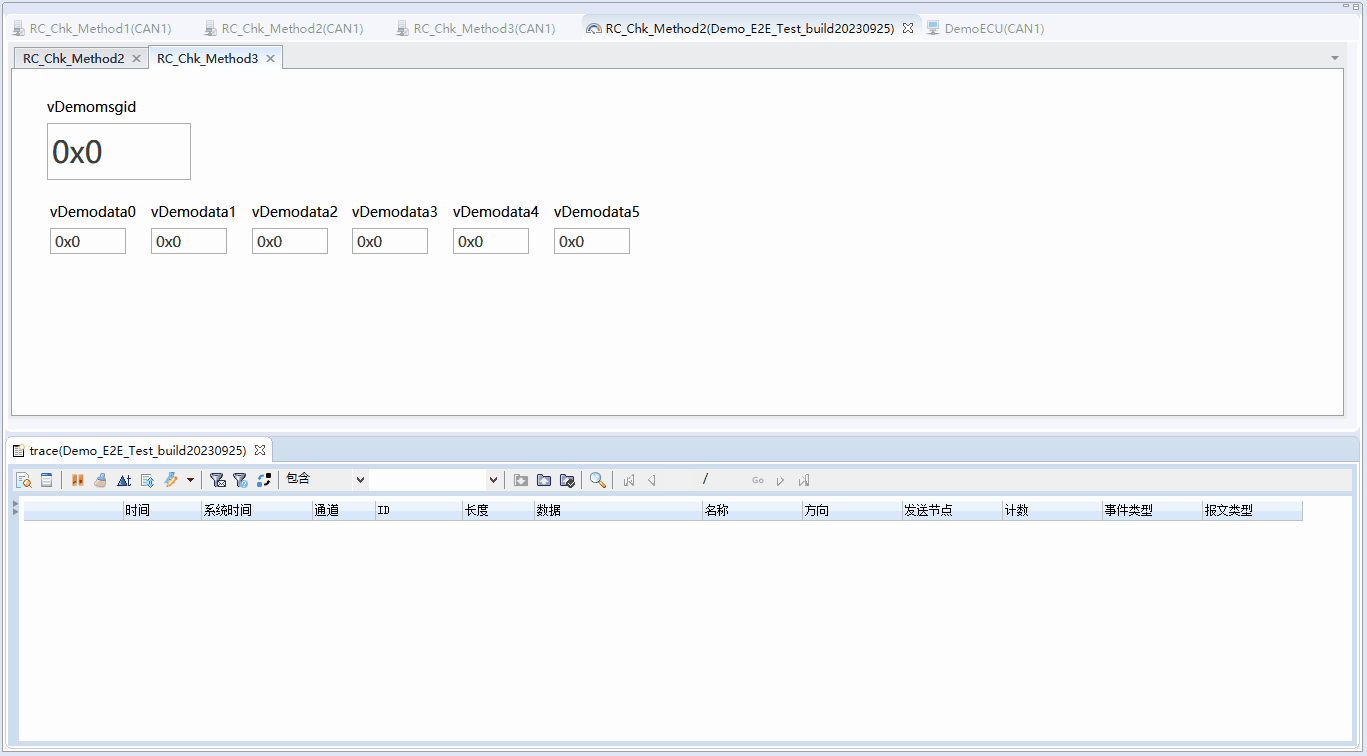 RC_Chk_Method1(CAN1) RC_Chk_Method2(CAN1) RC_Chk_Method3(CAN1) RC_Chk_Method2(Demo_E2E_Test_build20230925) DemoECU(CAN1)
RC_Chk_Method2 RC_Chk_Method3
vDemomsgid
0x0
vDemodata0 vDemodata1 vDemodata2 vDemodata3 vDemodata4 vDemodata5
0x0 0x0 0x0 0x0 0x0 0x0
trace(Demo_E2E_Test_build20230925)
包含 / Go
时间 系统时间 通道 ID 长度 数据 名称 方向 发送节点 计数 事件类型 报文类型